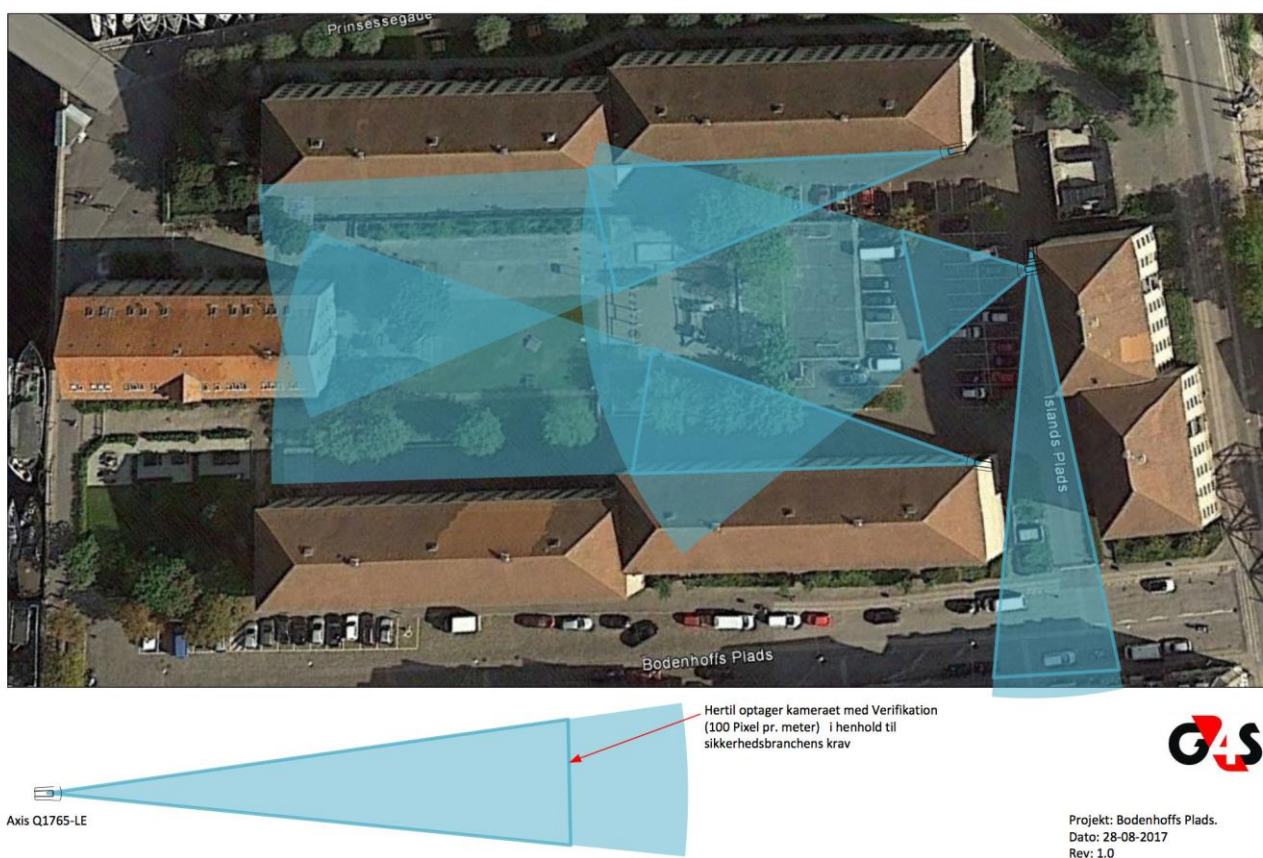 Prinsessegade
Islands Plads
Bodenhoffs Plads
Hertil optager kameraet med Verifikation
(100 Pixel pr. meter) i henhold til
sikkerhedsbranchens krav
G4S
Axis Q1765-LE
Projekt: Bodenhoffs Plads.
Dato: 28-08-2017
Rev: 1.0